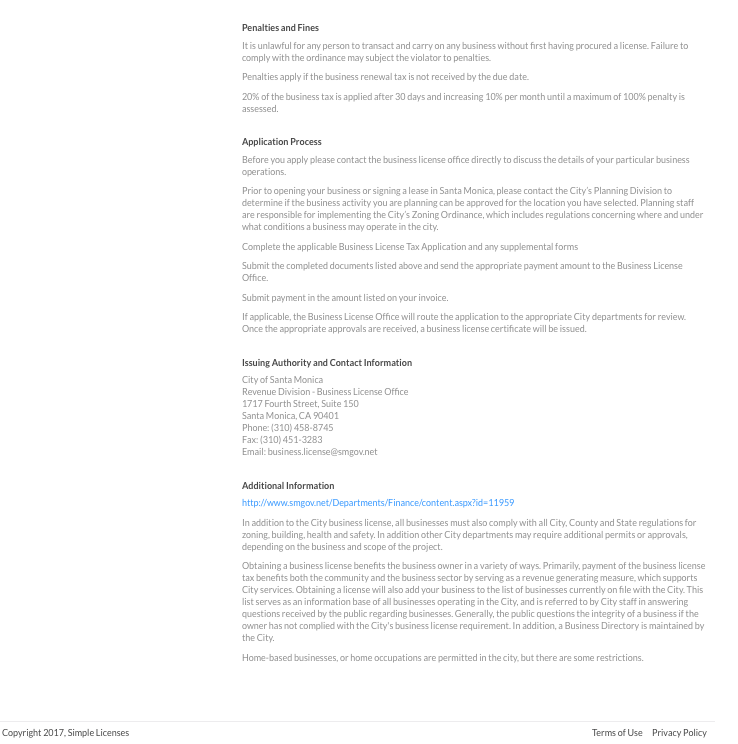 Penalties and Fines
It is unlawful for any person to transact and carry on any business without first having procured a license. Failure to
comply with the ordinance may subject the violator to penalties.
Penalties apply if the business renewal tax is not received by the due date.
20% of the business tax is applied after 30 days and increasing 10% per month until a maximum of 100% penalty is
assessed.
Application Process
Before you apply please contact the business license office directly to discuss the details of your particular business
operations.
Prior to opening your business or signing a lease in Santa Monica, please contact the City's Planning Division to
determine if the business activity you are planning can be approved for the location you have selected. Planning staff
are responsible for implementing the City's Zoning Ordinance, which includes regulations concerning where and under
what conditions a business may operate in the city.
Complete the applicable Business License Tax Application and any supplemental forms
Submit the completed documents listed above and send the appropriate payment amount to the Business License
Office.
Submit payment in the amount listed on your invoice.
If applicable, the Business License Office will route the application to the appropriate City departments for review.
Once the appropriate approvals are received, a business license certificate will be issued.
Issuing Authority and Contact Information
City of Santa Monica
Revenue Division - Business License Office
1717 Fourth Street, Suite 150
Santa Monica, CA 90401
Phone: (310) 458-8745
Fax: (310) 451-3283
Email: business.license@smgov.net
Additional Information
http://www.smgov.net/Departments/Finance/content.aspx?id=11959
In addition to the City business license, all businesses must also comply with all City, County and State regulations for
zoning, building, health and safety. In addition other City departments may require additional permits or approvals,
depending on the business and scope of the project.
Obtaining a business license benefits the business owner in a variety of ways. Primarily, payment of the business license
tax benefits both the community and the business sector by serving as a revenue generating measure, which supports
City services. Obtaining a license will also add your business to the list of businesses currently on file with the City. This
list serves as an information base of all businesses operating in the City, and is referred to by City staff in answering
questions received by the public regarding businesses. Generally, the public questions the integrity of a business if the
owner has not complied with the City's business license requirement. In addition, a Business Directory is maintained by
the City.
Home-based businesses, or home occupations are permitted in the city, but there are some restrictions.
Copyright 2017, Simple Licenses
Terms of Use Privacy Policy